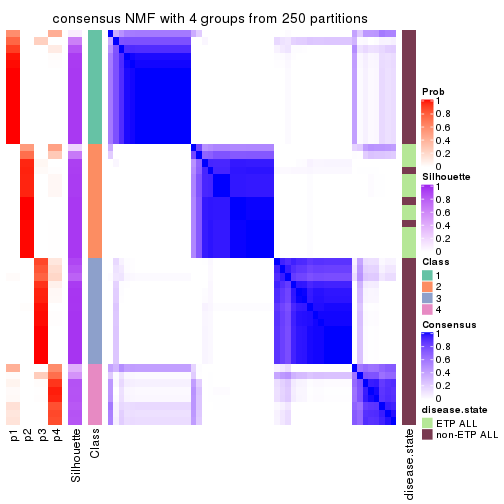 consensus NMF with 4 groups from 250 partitions
Prob
1
0.8
0.6
0.4
0.2
0
Silhouette
1
0.8
0.6
0.4
0.2
0
Class
1
2
3
4
Consensus
1
0.8
0.6
0.4
0.2
0
disease.state
ETP ALL
non-ETP ALL
p1
p2
p3
p4
Silhouette
Class
disease.state